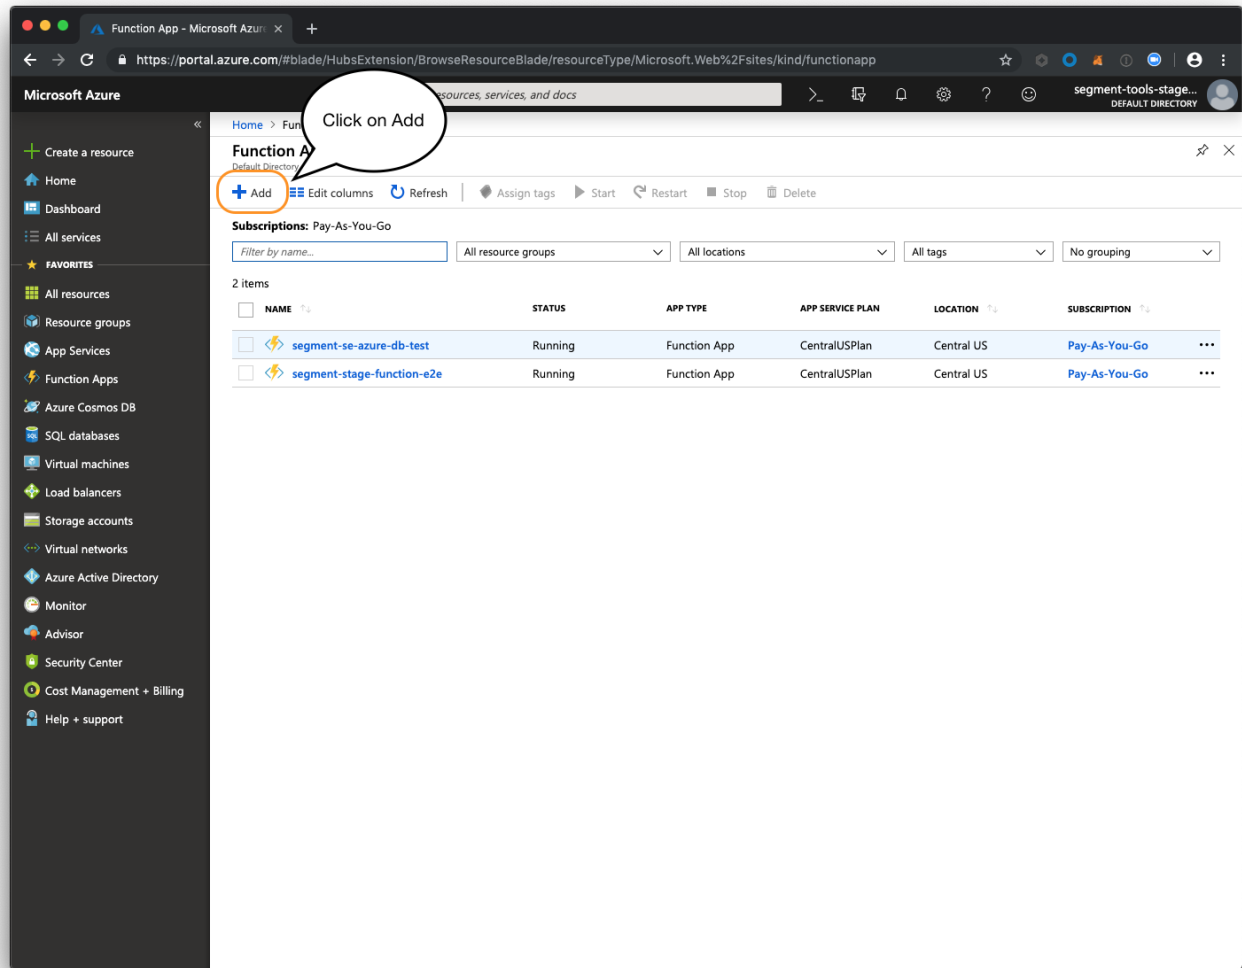 Function App - Microsoft Azure
https://portal.azure.com/#blade/HubsExtension/BrowseResourceBlade/resourceType/Microsoft.Web%2Fsites/kind/functionapp
Microsoft Azure
resources, services, and docs
segment-tools-stage...
DEFAULT DIRECTORY
Click on Add
Home > Fun
Function A
Default Directory
Add
Edit columns
Refresh
Assign tags
Start
Restart
Stop
Delete
Subscriptions: Pay-As-You-Go
Filter by name...
All resource groups
All locations
All tags
No grouping
2 items
NAME
STATUS
APP TYPE
APP SERVICE PLAN
LOCATION
SUBSCRIPTION
segment-se-azure-db-test
Running
Function App
CentralUSPlan
Central US
Pay-As-You-Go
segment-stage-function-e2e
Running
Function App
CentralUSPlan
Central US
Pay-As-You-Go
Create a resource
Home
Dashboard
All services
FAVORITES
All resources
Resource groups
App Services
Function Apps
Azure Cosmos DB
SQL databases
Virtual machines
Load balancers
Storage accounts
Virtual networks
Azure Active Directory
Monitor
Advisor
Security Center
Cost Management + Billing
Help + support